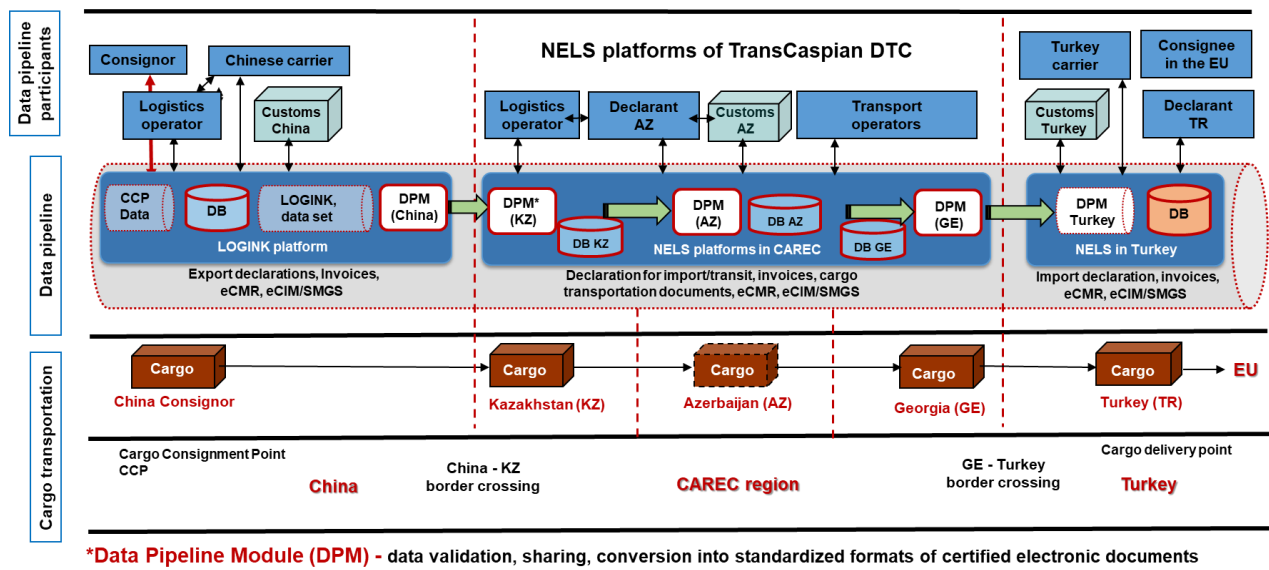 Data pipeline
participants
NELS platforms of TransCaspian DTC
Consignor
Chinese carrier
Logistics
operator
Customs
China
Logistics
operator
Declarant
AZ
Customs
AZ
Transport
operators
Turkey
carrier
Consignee
in the EU
Customs
Turkey
Declarant
TR
Data pipeline
CCP
Data
DB
LOGINK,
data set
DPM
(China)
LOGINK platform
DPM*
(KZ)
DB KZ
DPM
(AZ)
DB AZ
DB GE
DPM
(GE)
NELS platforms in CAREC
DPM
Turkey
DB
NELS in Turkey
Export declarations, Invoices,
eCMR, eCIM/SMGS
Declaration for import/transit, invoices, cargo
transportation documents, eCMR, eCIM/SMGS
Import declaration, invoices,
eCMR, eCIM/SMGS
Cargo transportation
Cargo
China Consignor
Cargo
Kazakhstan (KZ)
Cargo
Azerbaijan (AZ)
Cargo
Georgia (GE)
Cargo
Turkey (TR)
EU
Cargo Consignment Point
CCP
China
China - KZ
border crossing
CAREC region
GE - Turkey
border crossing
Cargo delivery point
Turkey
*Data Pipeline Module (DPM) - data validation, sharing, conversion into standardized formats of certified electronic documents